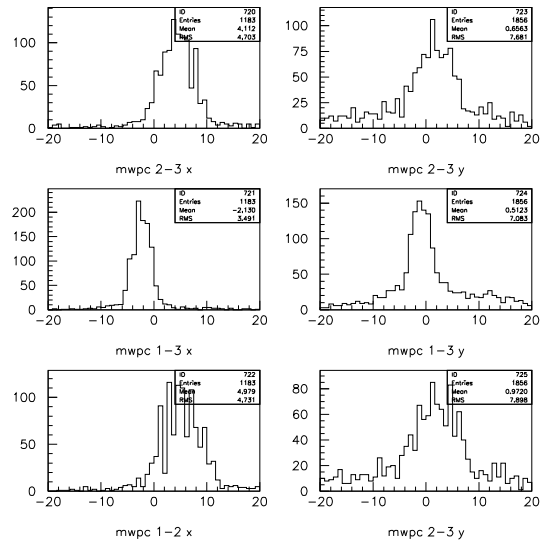 ID 720
Entries 1183
Mean 4.112
RMS 4.703
100
50
0
−20 −10 0 10 20
mwpc 2−3 x
ID 723
Entries 1856
Mean 0.6563
RMS 7.681
100
75
50
25
0
−20 −10 0 10 20
mwpc 2−3 y
ID 721
Entries 1183
Mean −2.130
RMS 3.491
200
150
100
50
0
−20 −10 0 10 20
mwpc 1−3 x
ID 724
Entries 1856
Mean 0.5123
RMS 7.083
150
100
50
0
−20 −10 0 10 20
mwpc 1−3 y
ID 722
Entries 1183
Mean 4.979
RMS 4.731
100
50
0
−20 −10 0 10 20
mwpc 1−2 x
ID 725
Entries 1856
Mean 0.9720
RMS 7.898
80
60
40
20
0
−20 −10 0 10 20
mwpc 2−3 y